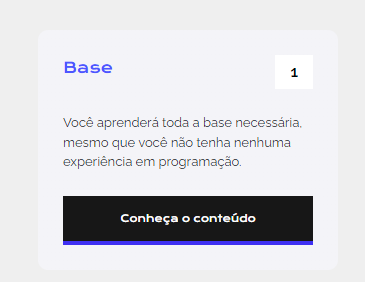 Base
1
Você aprenderá toda a base necessária,
mesmo que você não tenha nenhuma
experiência em programação.
Conheça o conteúdo